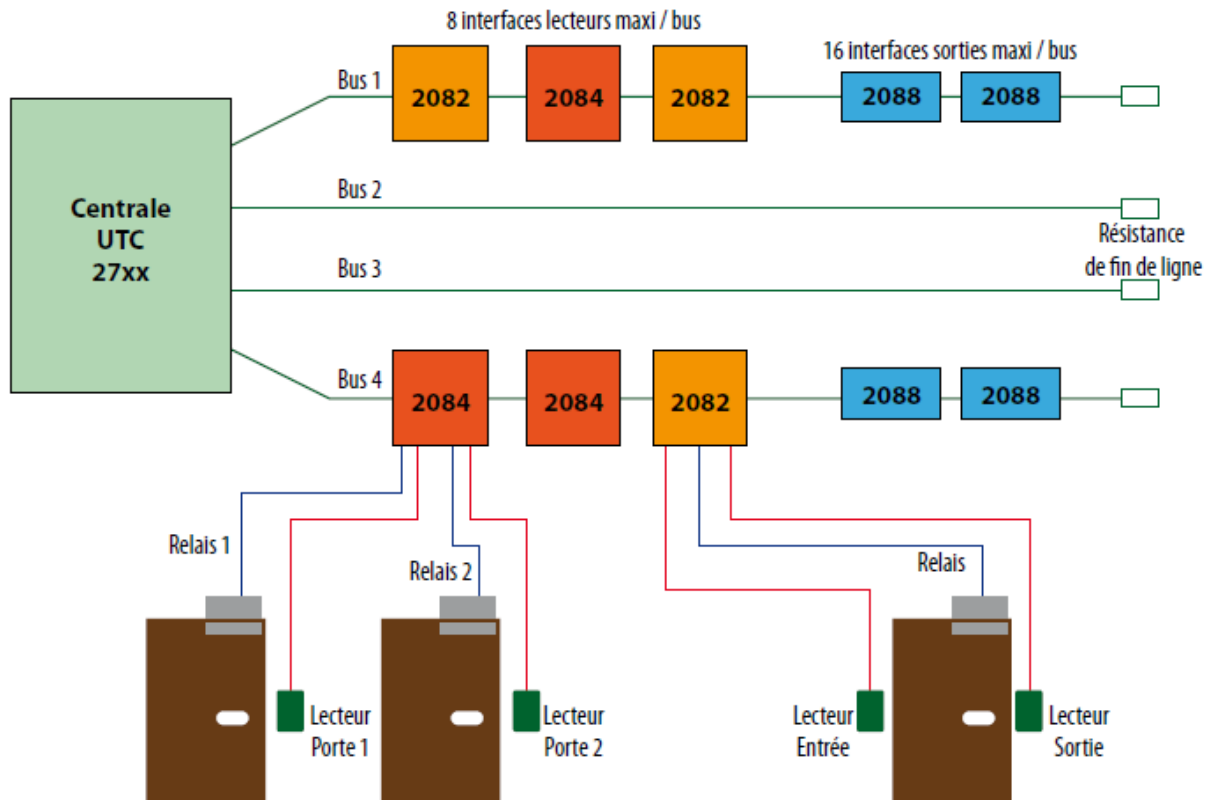 8 interfaces lecteurs maxi / bus
16 interfaces sorties maxi / bus
Bus 1
2082
2084
2082
2088
2088
Centrale
UTC
27xx
Bus 2
Résistance
de fin de ligne
Bus 3
Bus 4
2084
2084
2082
2088
2088
Relais 1
Relais 2
Relais
Lecteur
Porte 1
Lecteur
Porte 2
Lecteur
Entrée
Lecteur
Sortie